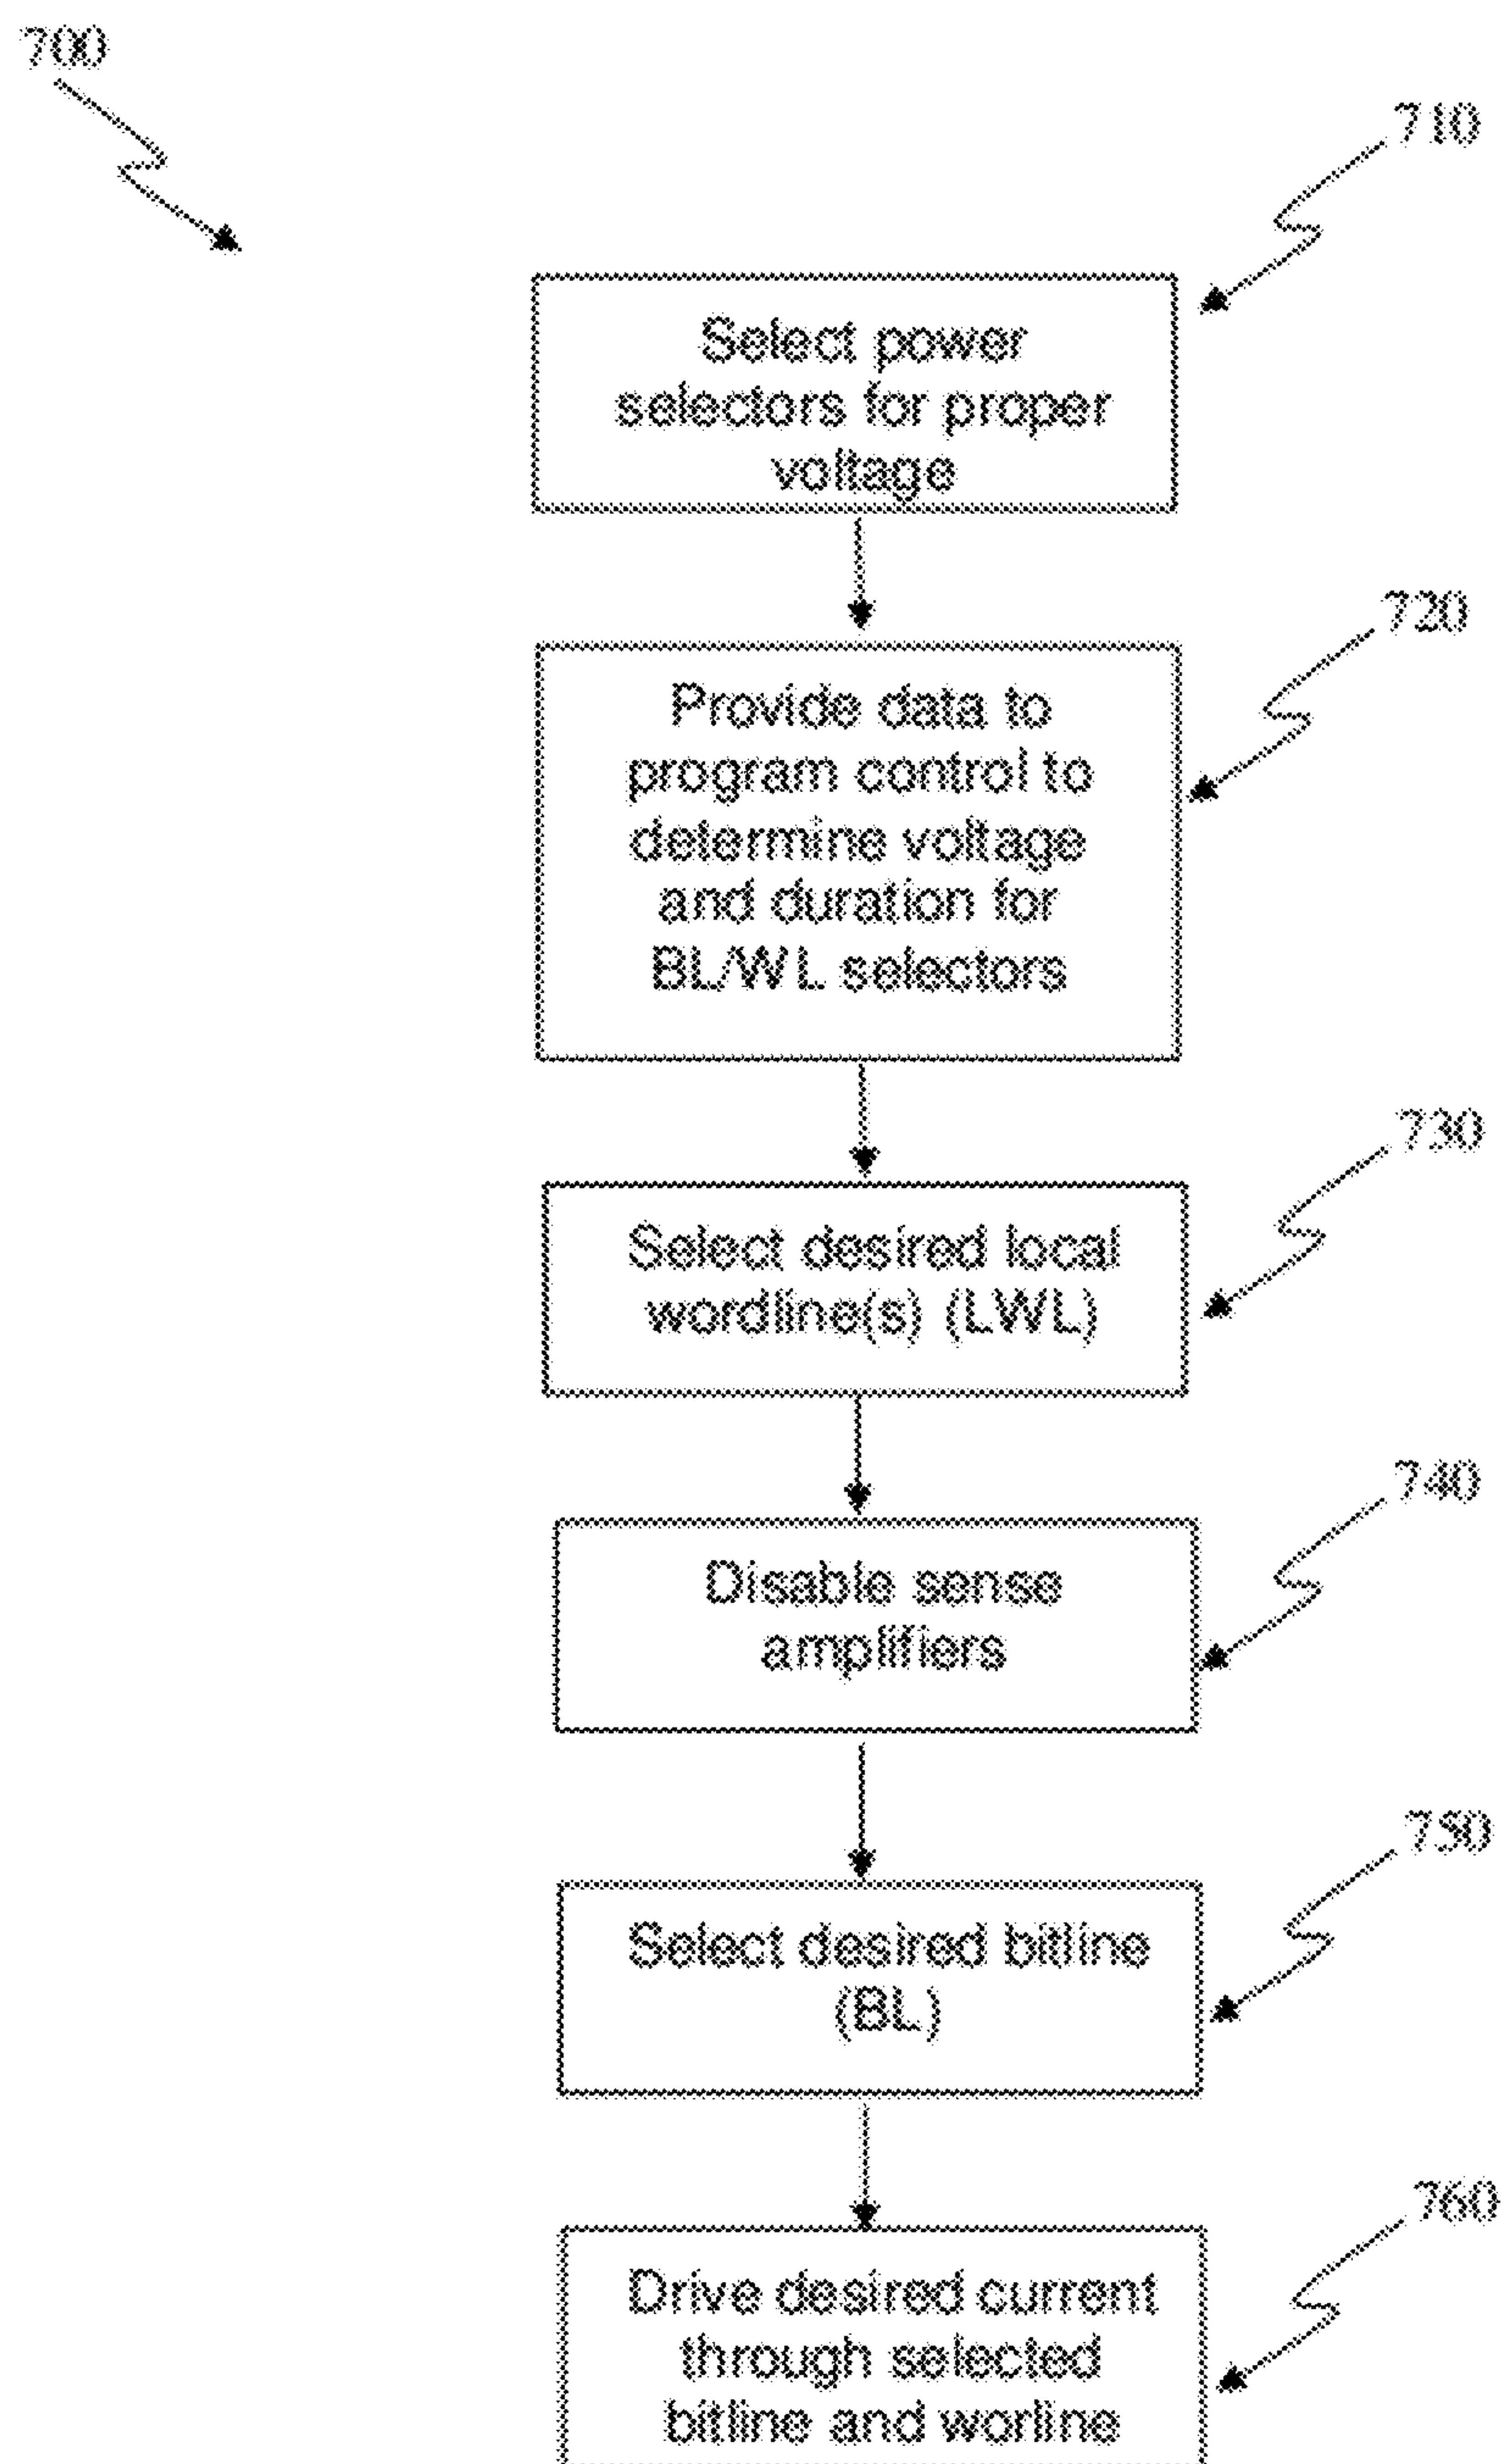 700
710
Select power
selectors for proper
voltage
720
Provide data to
program control to
determine voltage
and duration for
BL/WL selectors
730
Select desired local
wordline(s) (LWL)
740
Disable sense
amplifiers
750
Select desired bitline
(BL)
760
Drive desired current
through selected
bitline and worline